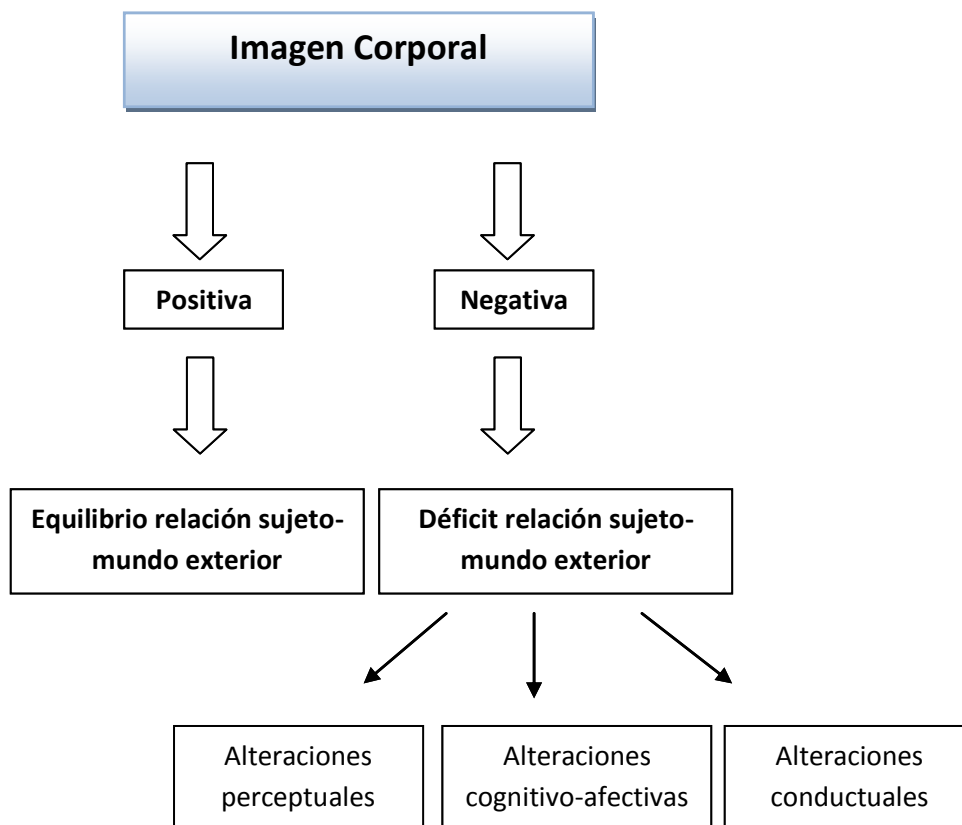 Imagen Corporal
Positiva
Negativa
Equilibrio relación sujeto-
mundo exterior
Déficit relación sujeto-
mundo exterior
Alteraciones
perceptuales
Alteraciones
cognitivo-afectivas
Alteraciones
conductuales